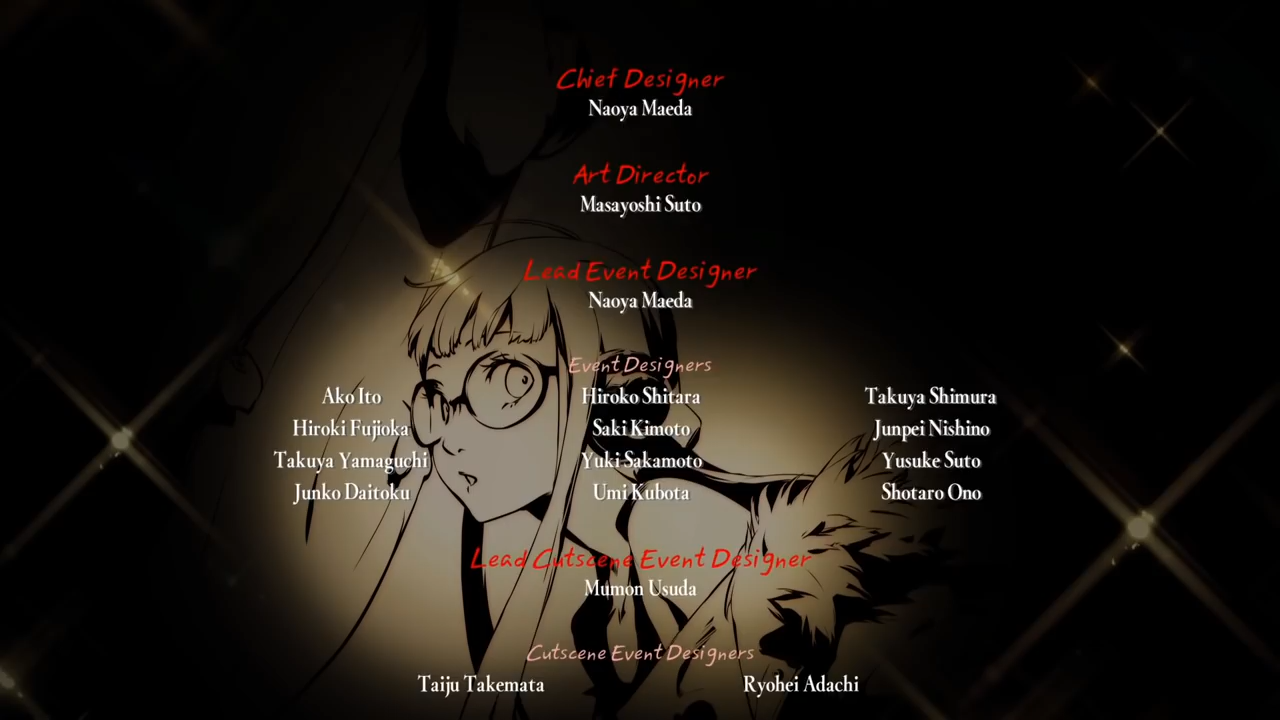 Chief Designer
Naoya Maeda
Art Director
Masayoshi Suto
Lead Event Designer
Naoya Maeda
Event Designers
Ako Ito Hiroko Shitara Takuya Shimura
Hiroki Fujioka Saki Kimoto Junpei Nishino
Takuya Yamaguchi Yuki Sakamoto Yusuke Suto
Junko Daitoku Umi Kubota Shotaro Ono
Lead Cutscene Event Designer
Mumon Usuda
Cutscene Event Designers
Taiju Takemata Ryohei Adachi